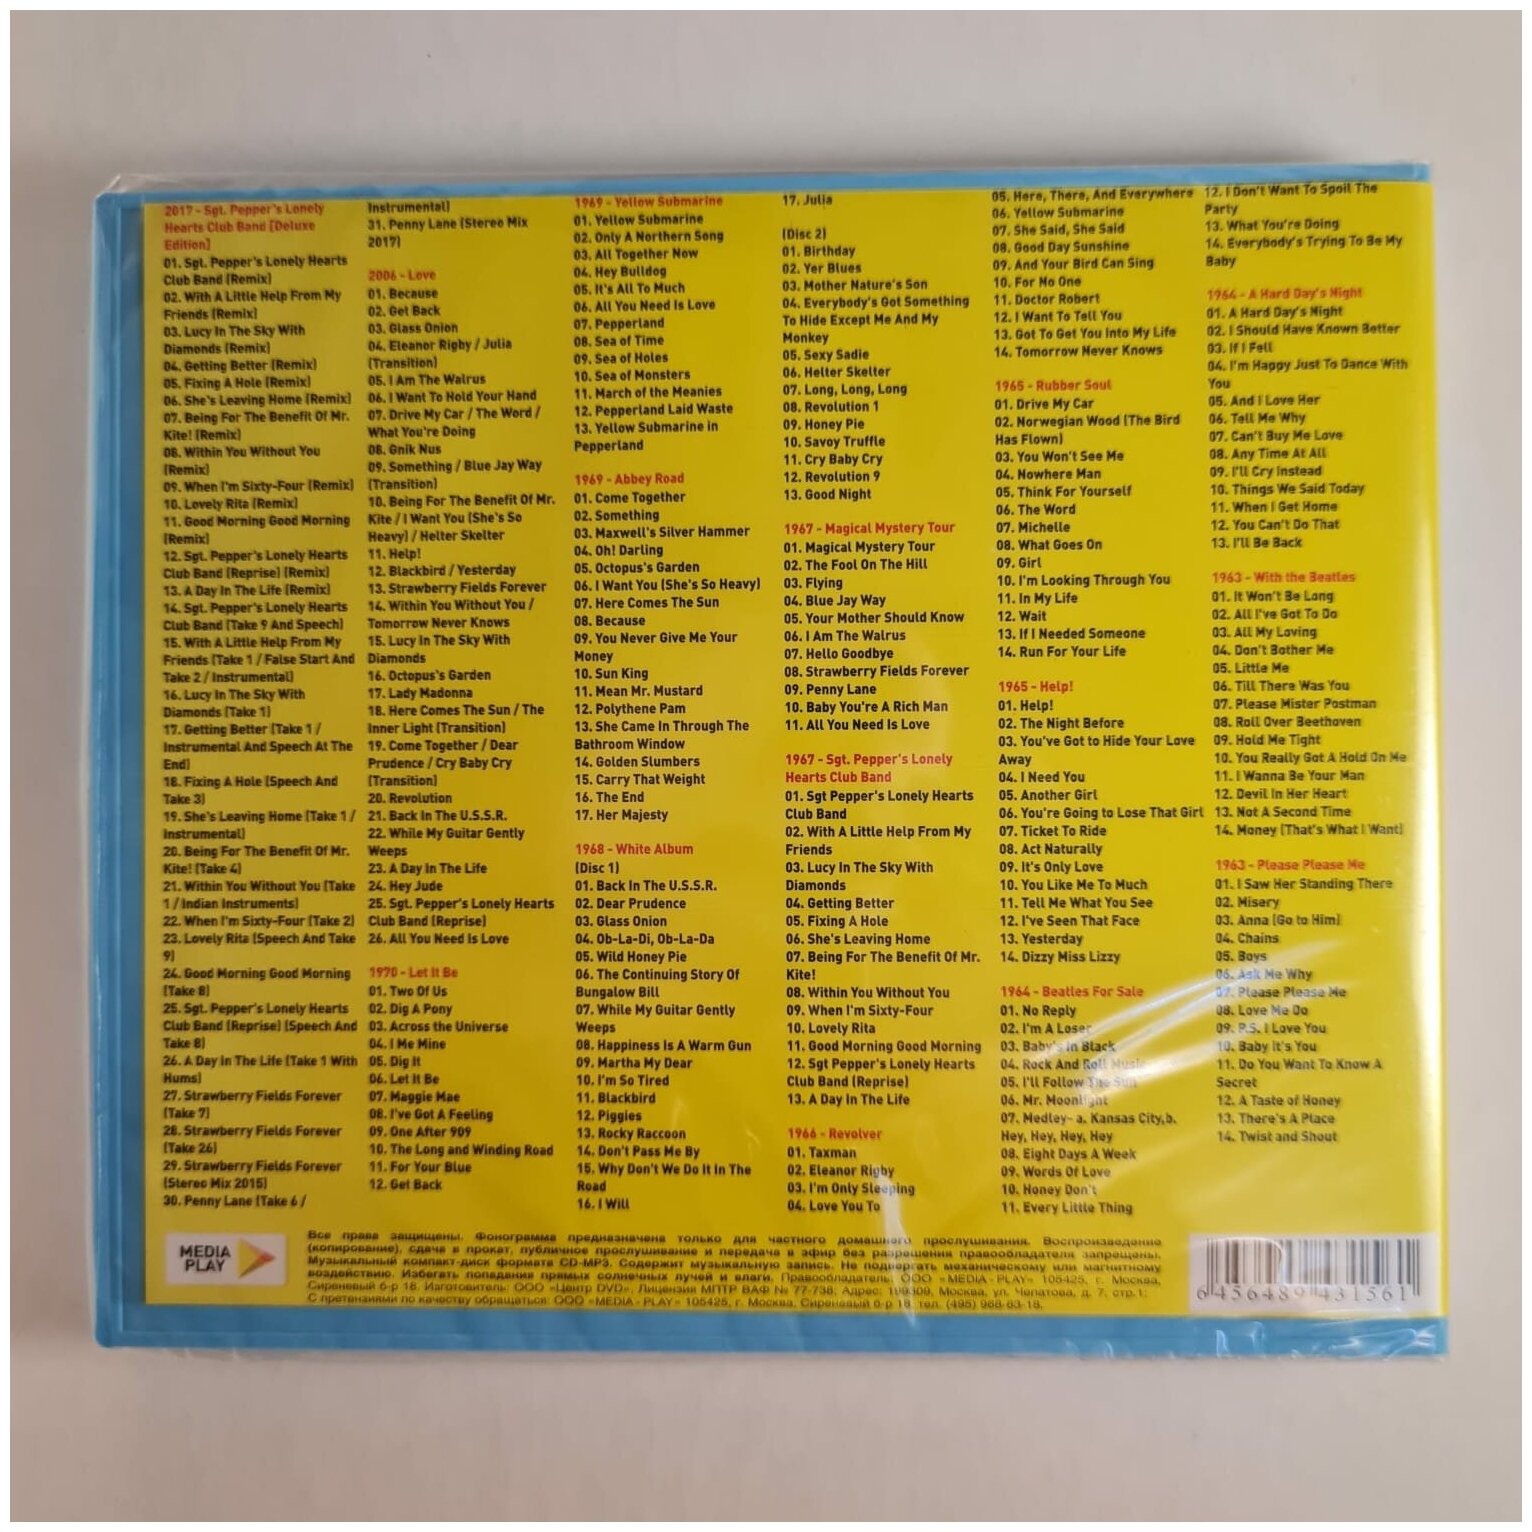 2017 - Sgt. Pepper's Lonely
Hearts Club Band (Deluxe
Edition)
01. Sgt. Pepper's Lonely Hearts
Club Band (Remix)
02. With A Little Help From My
Friends (Remix)
03. Lucy In The Sky With
Diamonds (Remix)
04. Getting Better (Remix)
05. Fixing A Hole (Remix)
06. She's Leaving Home (Remix)
07. Being For The Benefit Of Mr.
Kite! (Remix)
08. Within You Without You
(Remix)
09. When I'm Sixty-Four (Remix)
10. Lovely Rita (Remix)
11. Good Morning Good Morning
(Remix)
12. Sgt. Pepper's Lonely Hearts
Club Band (Reprise) (Remix)
13. A Day In The Life (Remix)
14. Sgt. Pepper's Lonely Hearts
Club Band (Take 9 And Speech)
15. With A Little Help From My
Friends (Take 1 / False Start And
Take 2 / Instrumental)
16. Lucy In The Sky With
Diamonds (Take 1)
17. Getting Better (Take 1 /
Instrumental And Speech At The
End)
18. Fixing A Hole (Speech And
Take 3)
19. She's Leaving Home (Take 1 /
Instrumental)
20. Being For The Benefit Of Mr.
Kite! (Take 4)
21. Within You Without You (Take
1 / Indian Instruments)
22. When I'm Sixty-Four (Take 2)
23. Lovely Rita (Speech And Take
9)
24. Good Morning Good Morning
(Take 8)
25. Sgt. Pepper's Lonely Hearts
Club Band (Reprise) (Speech And
Take 8)
26. A Day In The Life (Take 1 With
Hums)
27. Strawberry Fields Forever
(Take 7)
28. Strawberry Fields Forever
(Take 26)
29. Strawberry Fields Forever
(Stereo Mix 2015)
30. Penny Lane (Take 6 /
Instrumental)
31. Penny Lane (Stereo Mix
2017)
2006 - Love
01. Because
02. Get Back
03. Glass Onion
04. Eleanor Rigby / Julia
(Transition)
05. I Am The Walrus
06. I Want To Hold Your Hand
07. Drive My Car / The Word /
What You're Doing
08. Gnik Nus
09. Something / Blue Jay Way
(Transition)
10. Being For The Benefit Of Mr.
Kite / I Want You (She's So
Heavy) / Helter Skelter
11. Help!
12. Blackbird / Yesterday
13. Strawberry Fields Forever
14. Within You Without You /
Tomorrow Never Knows
15. Lucy In The Sky With
Diamonds
16. Octopus's Garden
17. Lady Madonna
18. Here Comes The Sun / The
Inner Light (Transition)
19. Come Together / Dear
Prudence / Cry Baby Cry
(Transition)
20. Revolution
21. Back In The U.S.S.R.
22. While My Guitar Gently
Weeps
23. A Day In The Life
24. Hey Jude
25. Sgt. Pepper's Lonely Hearts
Club Band (Reprise)
26. All You Need Is Love
1970 - Let It Be
01. Two Of Us
02. Dig A Pony
03. Across the Universe
04. I Me Mine
05. Dig It
06. Let It Be
07. Maggie Mae
08. I've Got A Feeling
09. One After 909
10. The Long and Winding Road
11. For Your Blue
12. Get Back
1969 - Yellow Submarine
01. Yellow Submarine
02. Only A Northern Song
03. All Together Now
04. Hey Bulldog
05. It's All To Much
06. All You Need Is Love
07. Pepperland
08. Sea of Time
09. Sea of Holes
10. Sea of Monsters
11. March of the Meanies
12. Pepperland Laid Waste
13. Yellow Submarine in
Pepperland
1969 - Abbey Road
01. Come Together
02. Something
03. Maxwell's Silver Hammer
04. Oh! Darling
05. Octopus's Garden
06. I Want You (She's So Heavy)
07. Here Comes The Sun
08. Because
09. You Never Give Me Your
Money
10. Sun King
11. Mean Mr. Mustard
12. Polythene Pam
13. She Came In Through The
Bathroom Window
14. Golden Slumbers
15. Carry That Weight
16. The End
17. Her Majesty
1968 - White Album
(Disc 1)
01. Back In The U.S.S.R.
02. Dear Prudence
03. Glass Onion
04. Ob-La-Di, Ob-La-Da
05. Wild Honey Pie
06. The Continuing Story Of
Bungalow Bill
07. While My Guitar Gently
Weeps
08. Happiness Is A Warm Gun
09. Martha My Dear
10. I'm So Tired
11. Blackbird
12. Piggies
13. Rocky Raccoon
14. Don't Pass Me By
15. Why Don't We Do It In The
Road
16. I Will
17. Julia
(Disc 2)
01. Birthday
02. Yer Blues
03. Mother Nature's Son
04. Everybody's Got Something
To Hide Except Me And My
Monkey
05. Sexy Sadie
06. Helter Skelter
07. Long, Long, Long
08. Revolution 1
09. Honey Pie
10. Savoy Truffle
11. Cry Baby Cry
12. Revolution 9
13. Good Night
1967 - Magical Mystery Tour
01. Magical Mystery Tour
02. The Fool On The Hill
03. Flying
04. Blue Jay Way
05. Your Mother Should Know
06. I Am The Walrus
07. Hello Goodbye
08. Strawberry Fields Forever
09. Penny Lane
10. Baby You're A Rich Man
11. All You Need Is Love
1967 - Sgt. Pepper's Lonely
Hearts Club Band
01. Sgt Pepper's Lonely Hearts
Club Band
02. With A Little Help From My
Friends
03. Lucy In The Sky With
Diamonds
04. Getting Better
05. Fixing A Hole
06. She's Leaving Home
07. Being For The Benefit Of Mr.
Kite!
08. Within You Without You
09. When I'm Sixty-Four
10. Lovely Rita
11. Good Morning Good Morning
12. Sgt Pepper's Lonely Hearts
Club Band (Reprise)
13. A Day In The Life
1966 - Revolver
01. Taxman
02. Eleanor Rigby
03. I'm Only Sleeping
04. Love You To
05. Here, There, And Everywhere
06. Yellow Submarine
07. She Said, She Said
08. Good Day Sunshine
09. And Your Bird Can Sing
10. For No One
11. Doctor Robert
12. I Want To Tell You
13. Got To Get You Into My Life
14. Tomorrow Never Knows
1965 - Rubber Soul
01. Drive My Car
02. Norwegian Wood (The Bird
Has Flown)
03. You Won't See Me
04. Nowhere Man
05. Think For Yourself
06. The Word
07. Michelle
08. What Goes On
09. Girl
10. I'm Looking Through You
11. In My Life
12. Wait
13. If I Needed Someone
14. Run For Your Life
1965 - Help!
01. Help!
02. The Night Before
03. You've Got to Hide Your Love
Away
04. I Need You
05. Another Girl
06. You're Going to Lose That Girl
07. Ticket To Ride
08. Act Naturally
09. It's Only Love
10. You Like Me To Much
11. Tell Me What You See
12. I've Seen That Face
13. Yesterday
14. Dizzy Miss Lizzy
1964 - Beatles For Sale
01. No Reply
02. I'm A Loser
03. Baby's In Black
04. Rock And Roll Music
05. I'll Follow The Sun
06. Mr. Moonlight
07. Medley- a. Kansas City,b.
Hey, Hey, Hey, Hey
08. Eight Days A Week
09. Words Of Love
10. Honey Don't
11. Every Little Thing
12. I Don't Want To Spoil The
Party
13. What You're Doing
14. Everybody's Trying To Be My
Baby
1964 - A Hard Day's Night
01. A Hard Day's Night
02. I Should Have Known Better
03. If I Fell
04. I'm Happy Just To Dance With
You
05. And I Love Her
06. Tell Me Why
07. Can't Buy Me Love
08. Any Time At All
09. I'll Cry Instead
10. Things We Said Today
11. When I Get Home
12. You Can't Do That
13. I'll Be Back
1963 - With the Beatles
01. It Won't Be Long
02. All I've Got To Do
03. All My Loving
04. Don't Bother Me
05. Little Me
06. Till There Was You
07. Please Mister Postman
08. Roll Over Beethoven
09. Hold Me Tight
10. You Really Got A Hold On Me
11. I Wanna Be Your Man
12. Devil In Her Heart
13. Not A Second Time
14. Money (That's What I Want)
1963 - Please Please Me
01. I Saw Her Standing There
02. Misery
03. Anna (Go to Him)
04. Chains
05. Boys
06. Ask Me Why
07. Please Please Me
08. Love Me Do
09. P.S. I Love You
10. Baby It's You
11. Do You Want To Know A
Secret
12. A Taste of Honey
13. There's A Place
14. Twist and Shout
MEDIA
PLAY
Все права защищены. Фонограмма предназначена только для частного домашнего прослушивания. Воспроизведение
(копирование), сдача в прокат, публичное прослушивание и передача в эфир без разрешения правообладателя запрещены.
Музыкальный компакт-диск формата CD-MP3. Содержит музыкальную запись. Не подвергать механическому или магнитному
воздействию. Избегать попадания прямых солнечных лучей и влаги. Правообладатель: ООО «MEDIA - PLAY» 105425, г. Москва,
Сиреневый б-р 16. Изготовитель: ООО «Центр DVD», Лицензия МПТР ВАФ № 77-738. Адрес: 109309, Москва, ул. Чепатова, д. 7, стр.1;
С претензиями по качеству обращаться: ООО «MEDIA - PLAY» 105425, г. Москва, Сиреневый б-р 16 тел. (495) 968-63-18.
6 456489 431561